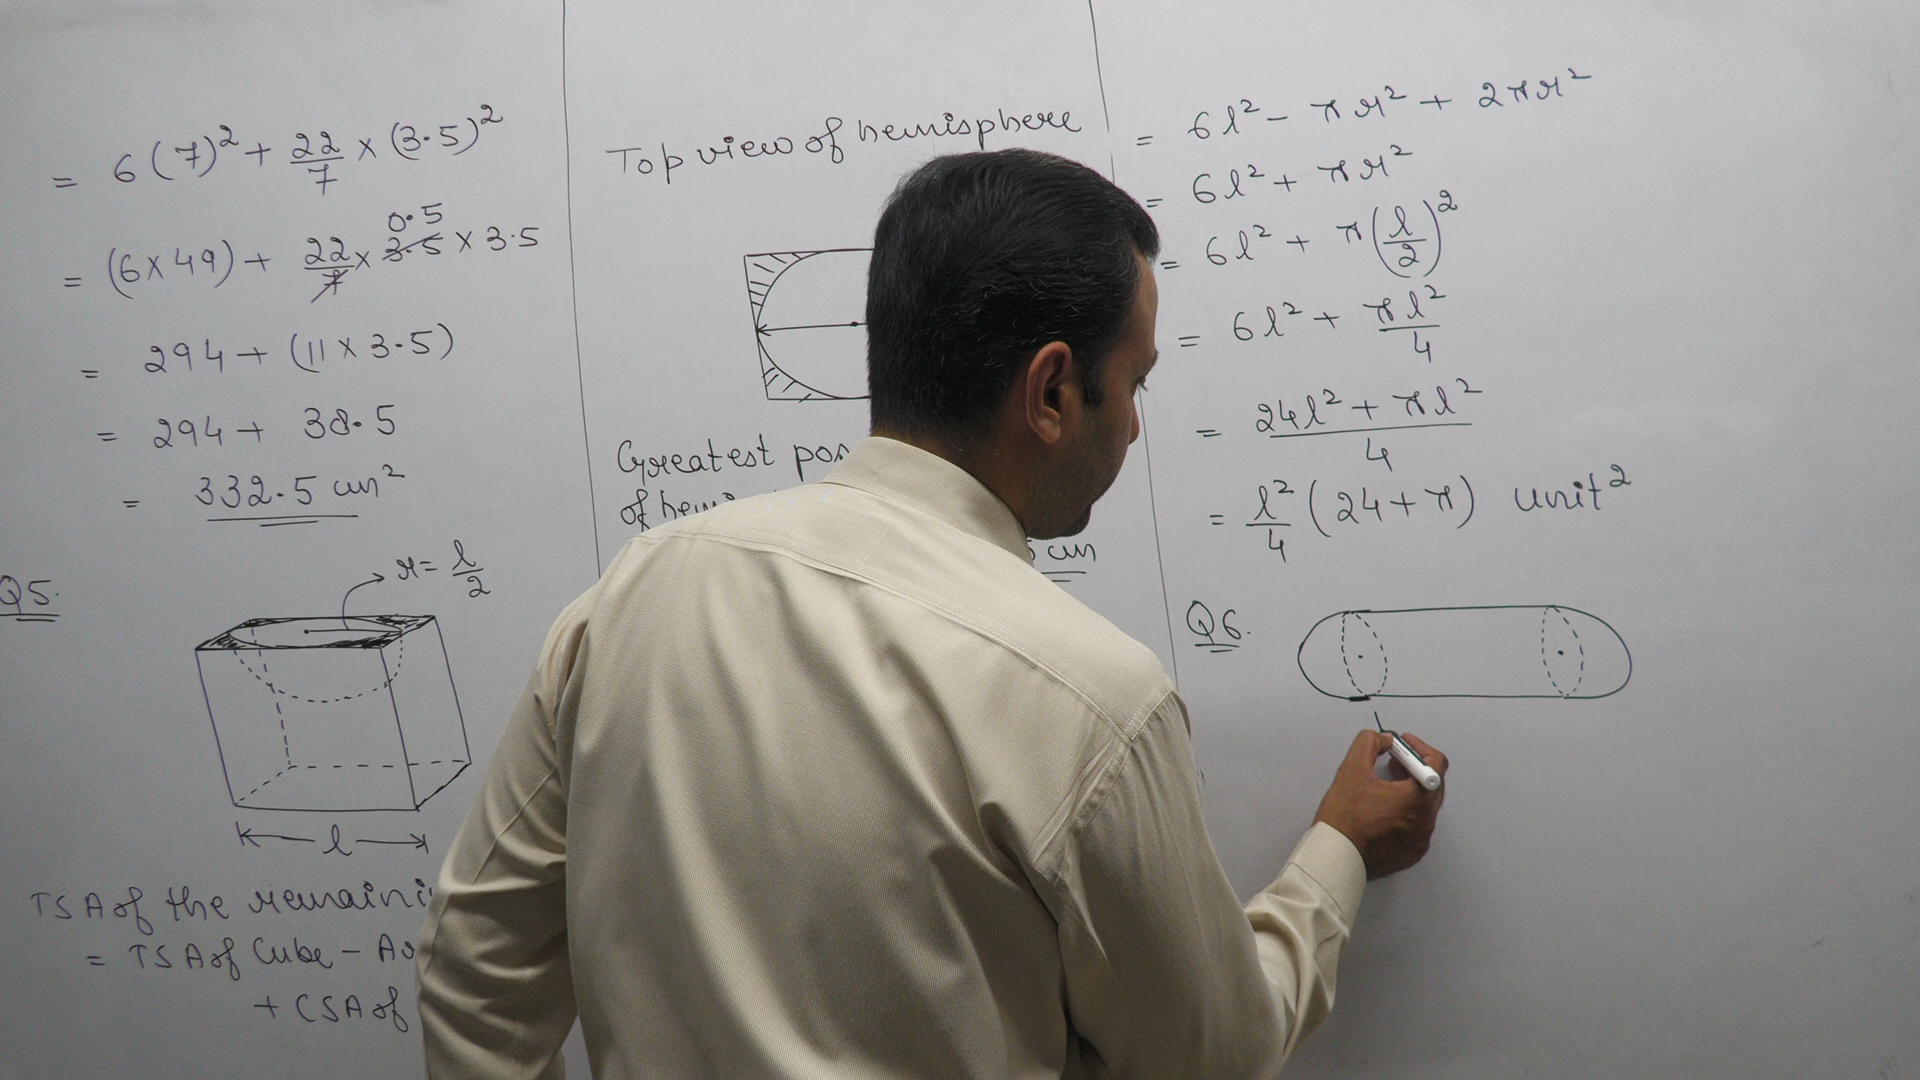 = 6(7)² + 22/7 × (3.5)²
= (6×49) + 22/7 × 3.5 × 3.5
0.5
= 294 + (11 × 3.5)
= 294 + 38.5
= 332.5 cm²
Q5.
r = l/2
l
TSA of the
= TSA of Cube –
+ CSA of
Top view of hemisphere
Greatest
of
cm
= 6l² – πr² + 2πr²
= 6l² + πr²
= 6l² + π(l/2)²
= 6l² + πl²/4
= 24l² + πl²/4
= l²/4 (24 + π) unit²
Q6.